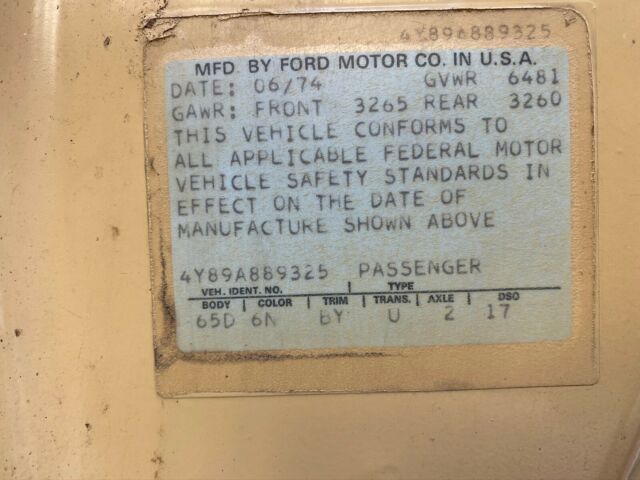 4Y89A889325
MFD. BY FORD MOTOR CO. IN U.S.A.
DATE: 06/74 GVWR 6481
GAWR: FRONT 3265 REAR 3260
THIS VEHICLE CONFORMS TO
ALL APPLICABLE FEDERAL MOTOR
VEHICLE SAFETY STANDARDS IN
EFFECT ON THE DATE OF
MANUFACTURE SHOWN ABOVE
4Y89A889325 PASSENGER
VEH. IDENT. NO. TYPE
BODY | COLOR | TRIM | TRANS. | AXLE | DSO
65D 6N BY U 2 17